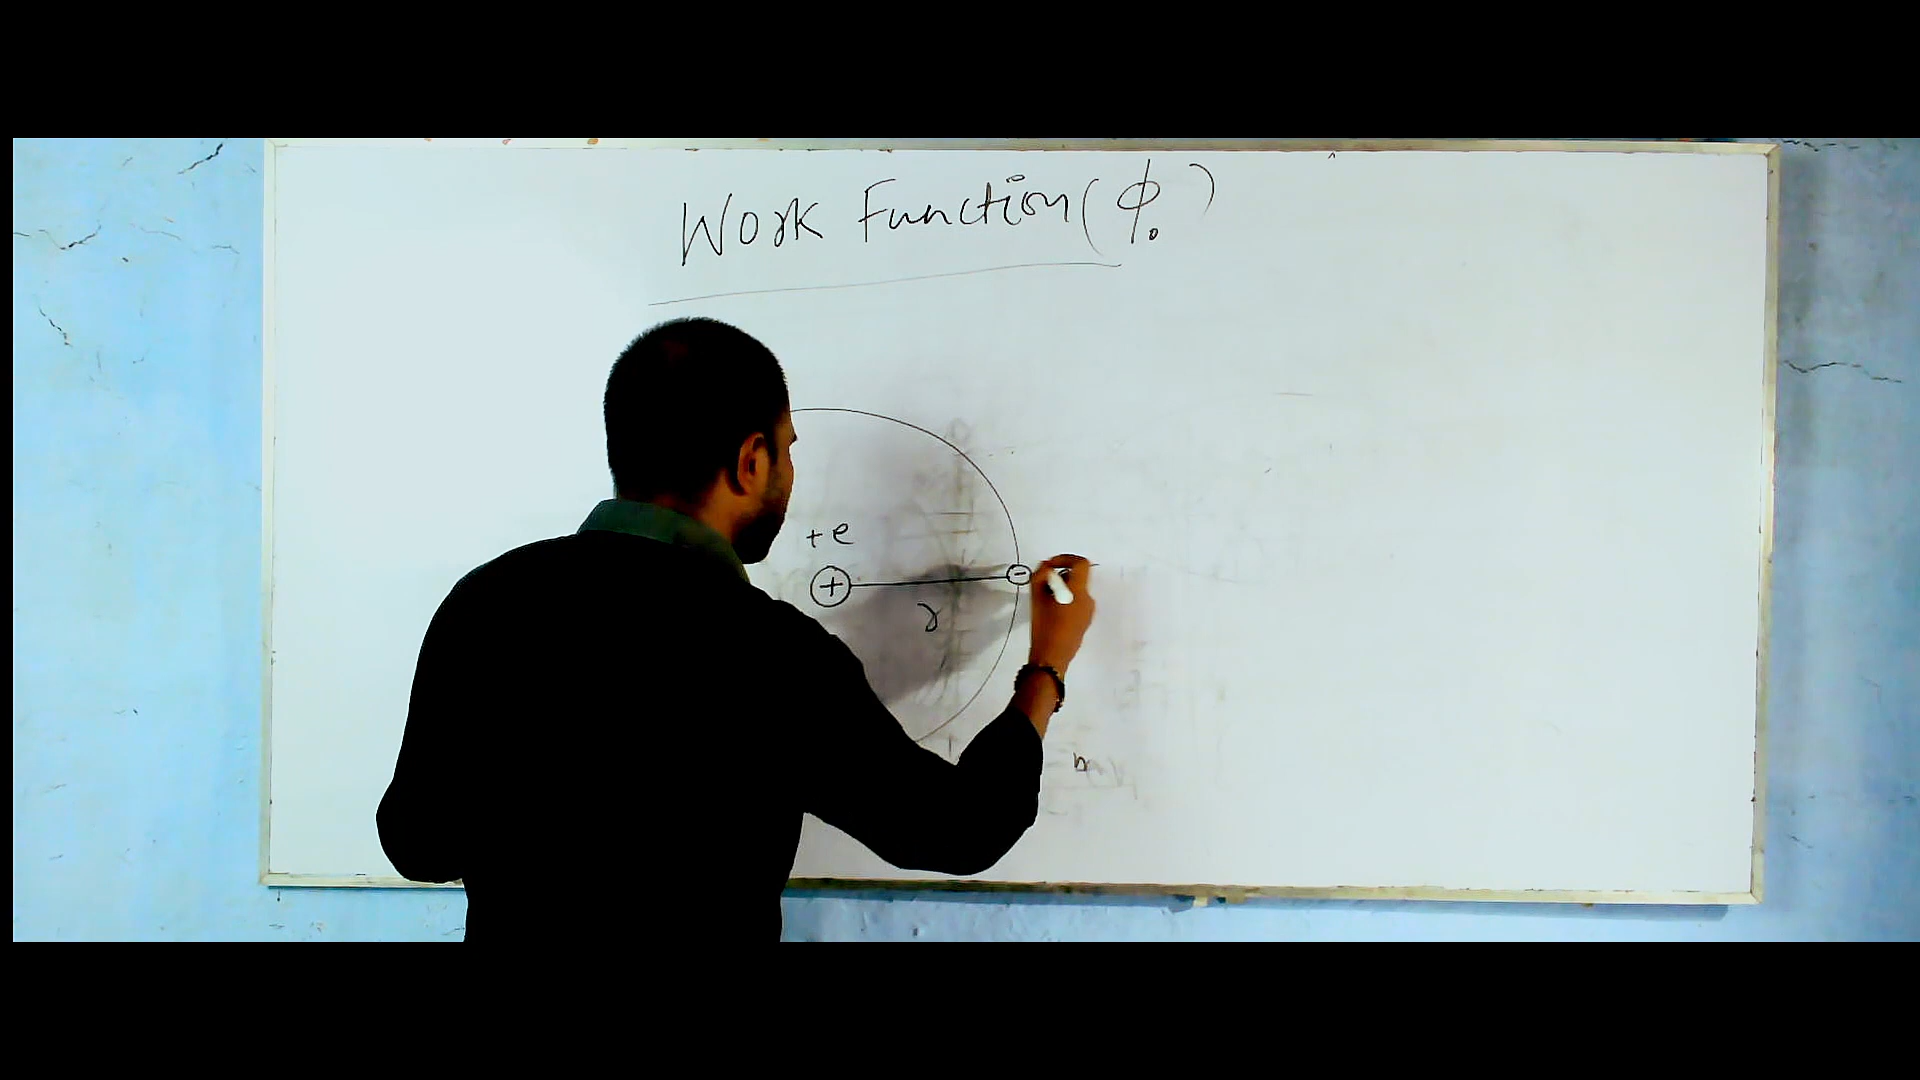 Work Function (ϕ₀)
+e
+
-
r